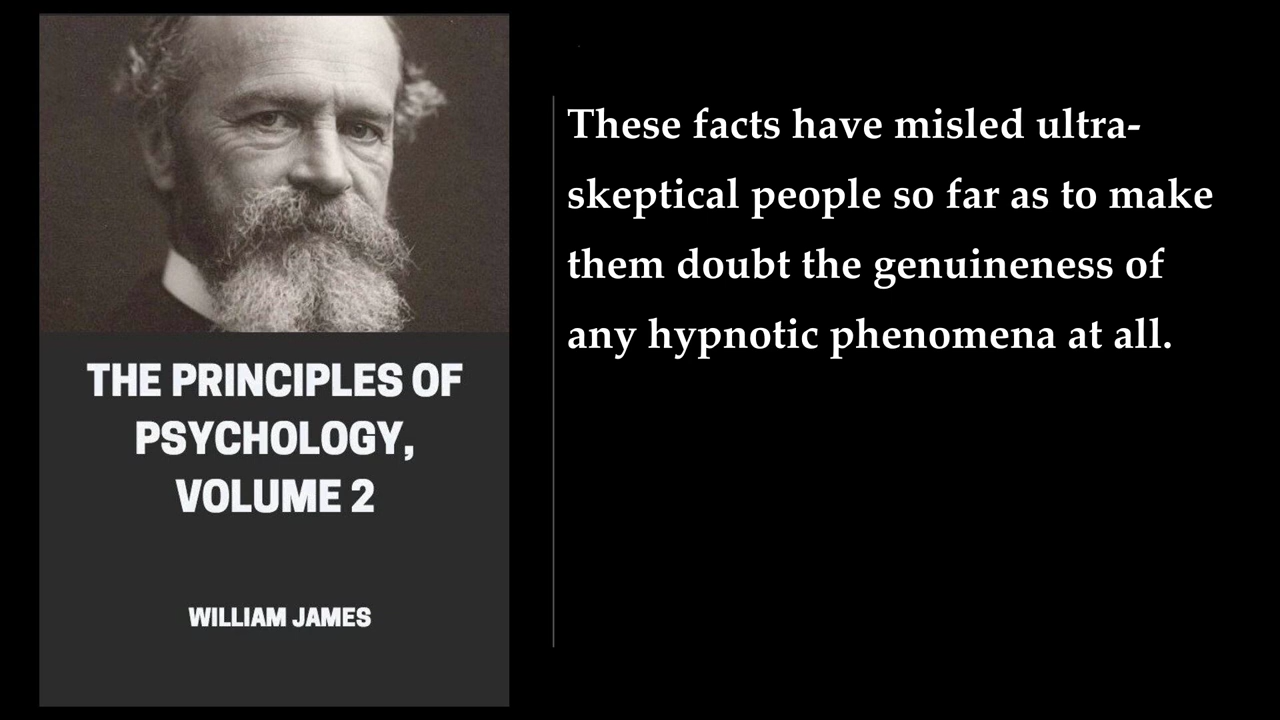 THE PRINCIPLES OF
PSYCHOLOGY,
VOLUME 2
WILLIAM JAMES
These facts have misled ultra-
skeptical people so far as to make
them doubt the genuineness of
any hypnotic phenomena at all.